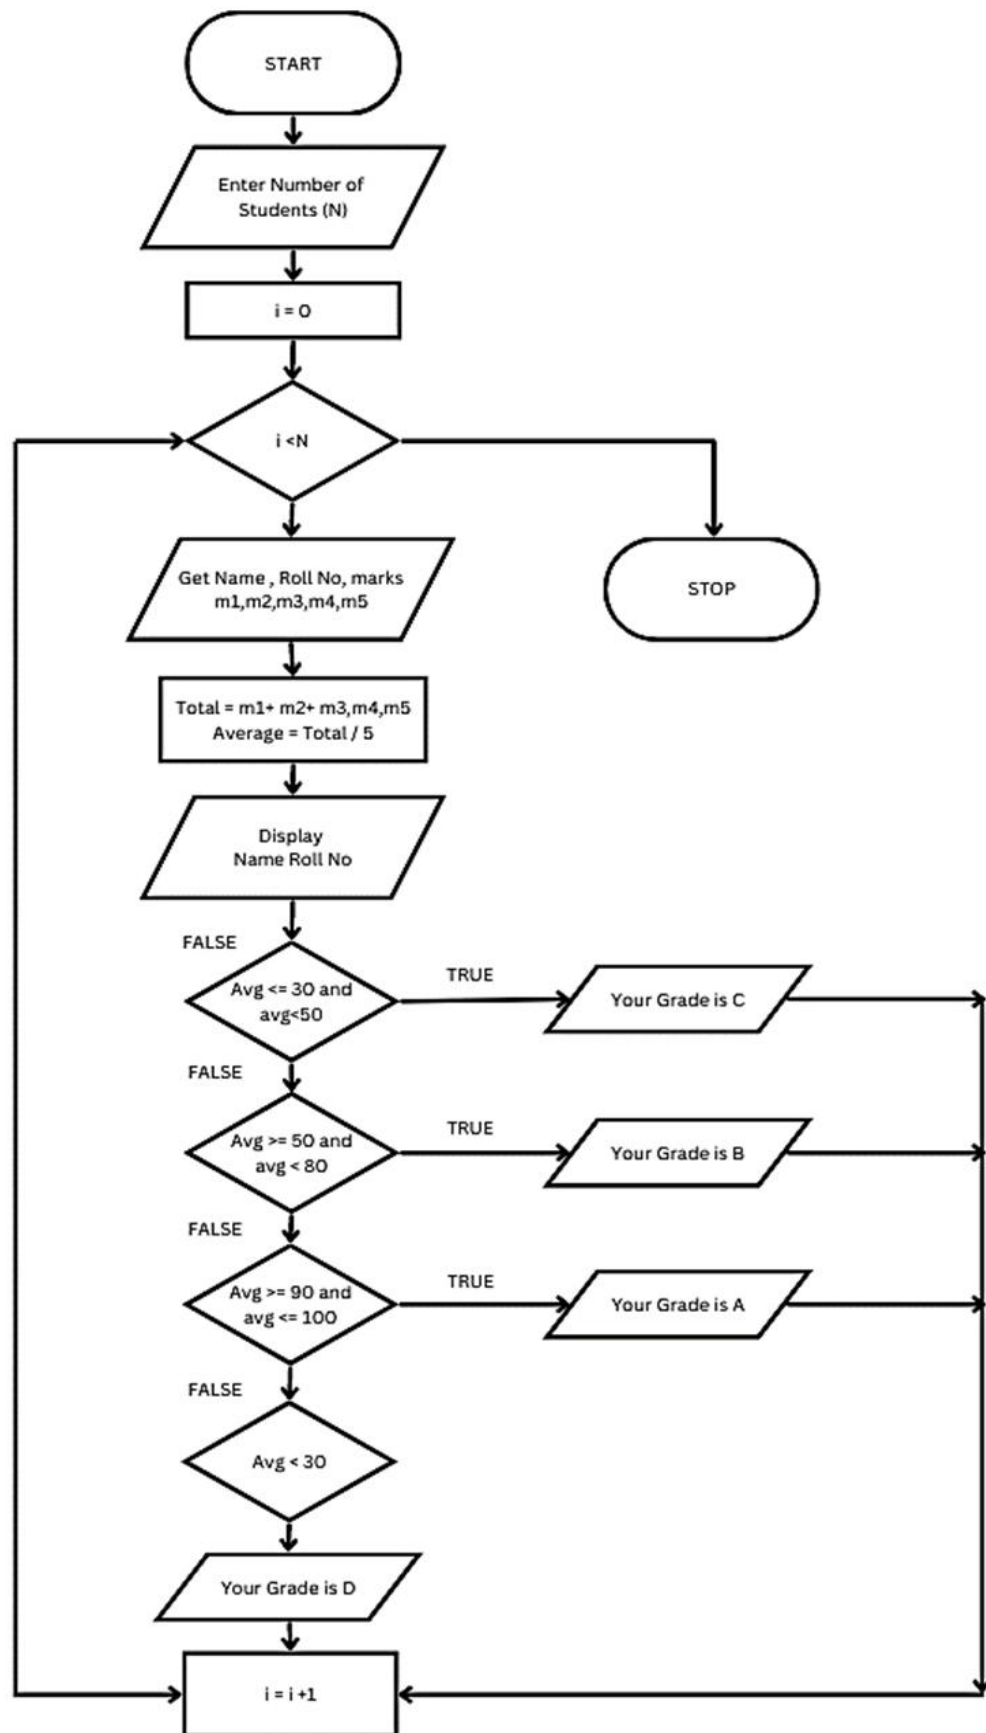 START
Enter Number of
Students (N)
i = 0
i <N
Get Name , Roll No, marks
m1,m2,m3,m4,m5
STOP
Total = m1+ m2+ m3,m4,m5
Average = Total / 5
Display
Name Roll No
FALSE
Avg <= 30 and
avg<50
TRUE
Your Grade is C
FALSE
Avg >= 50 and
avg < 80
TRUE
Your Grade is B
FALSE
Avg >= 90 and
avg <= 100
TRUE
Your Grade is A
FALSE
Avg < 30
Your Grade is D
i = i +1